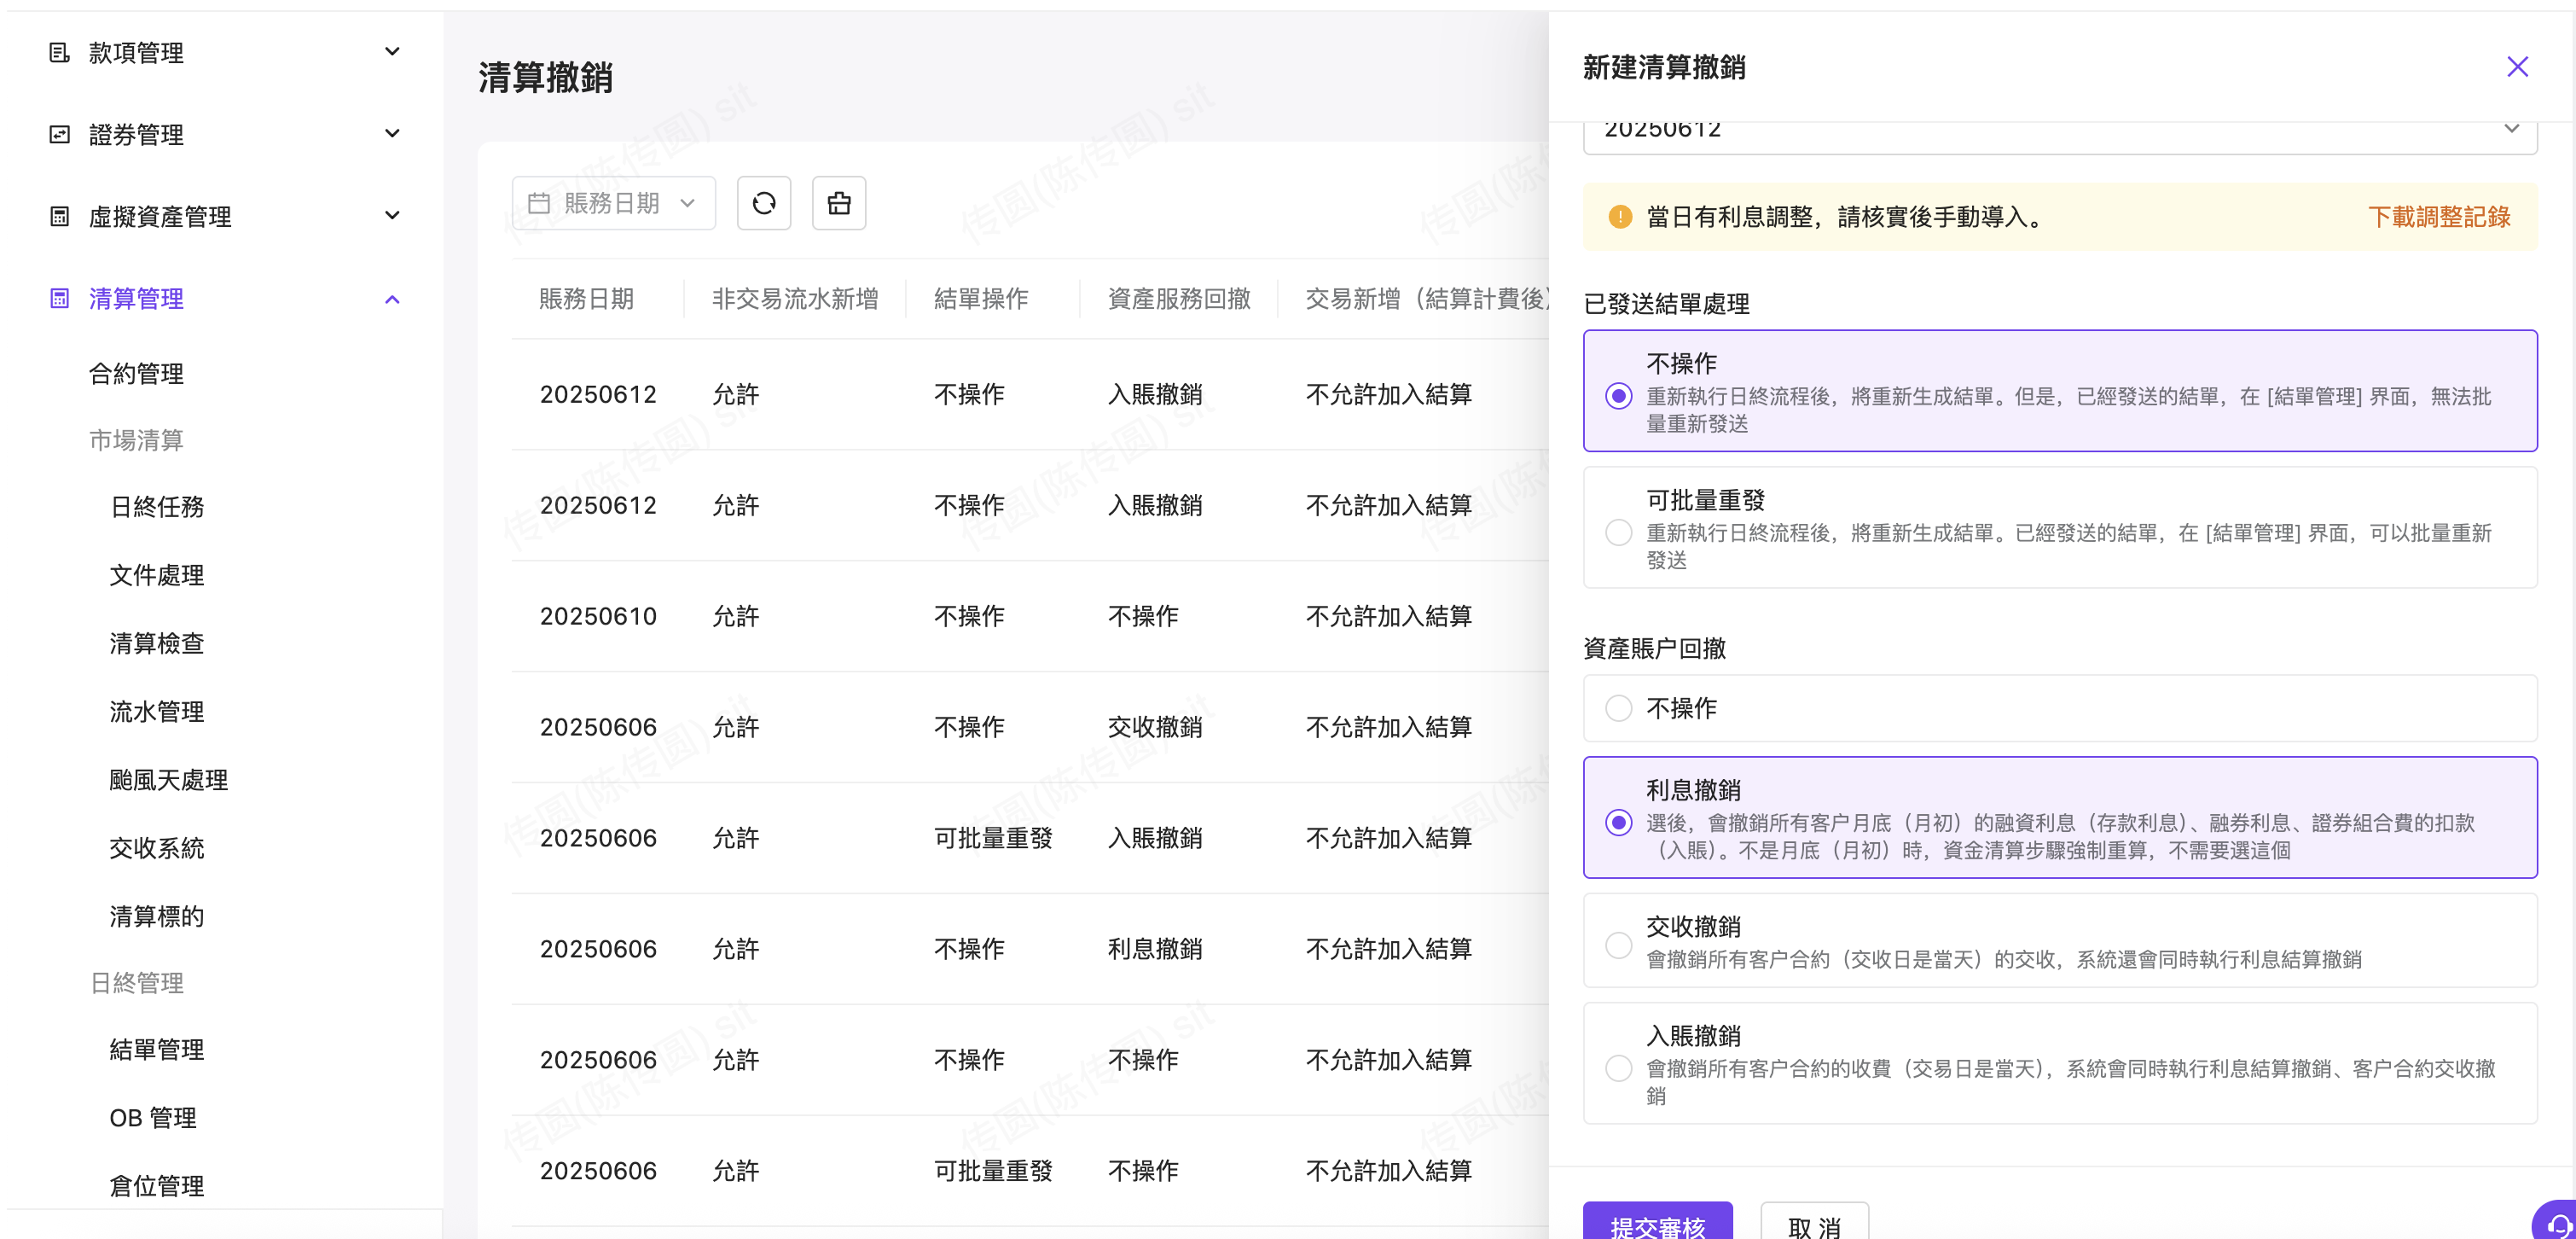 款項管理
證券管理
虛擬資產管理
清算管理
合約管理
市場清算
日終任務
文件處理
清算檢查
流水管理
颱風天處理
交收系統
清算標的
日終管理
結單管理
OB 管理
倉位管理
清算撤銷
賬務日期
賬務日期 非交易流水新增 結單操作 資產服務回撤 交易新增（結算計費後）
20250612 允許 不操作 入賬撤銷 不允許加入結算
20250612 允許 不操作 入賬撤銷 不允許加入結算
20250610 允許 不操作 不操作 不允許加入結算
20250606 允許 不操作 交收撤銷 不允許加入結算
20250606 允許 可批量重發 入賬撤銷 不允許加入結算
20250606 允許 不操作 利息撤銷 不允許加入結算
20250606 允許 不操作 不操作 不允許加入結算
20250606 允許 可批量重發 不操作 不允許加入結算
传圆(陈传圆) sit
新建清算撤銷
20250612
當日有利息調整，請核實後手動導入。 下載調整記錄
已發送結單處理
不操作
重新執行日終流程後，將重新生成結單。但是，已經發送的結單，在 [結單管理] 界面，無法批
量重新發送
可批量重發
重新執行日終流程後，將重新生成結單。已經發送的結單，在 [結單管理] 界面，可以批量重新
發送
資產賬户回撤
不操作
利息撤銷
選後，會撤銷所有客户月底（月初）的融資利息（存款利息）、融券利息、證券組合費的扣款
（入賬）。不是月底（月初）時，資金清算步驟強制重算，不需要選這個
交收撤銷
會撤銷所有客户合約（交收日是當天）的交收，系統還會同時執行利息結算撤銷
入賬撤銷
會撤銷所有客户合約的收費（交易日是當天），系統會同時執行利息結算撤銷、客户合約交收撤
銷
提交審核 取 消